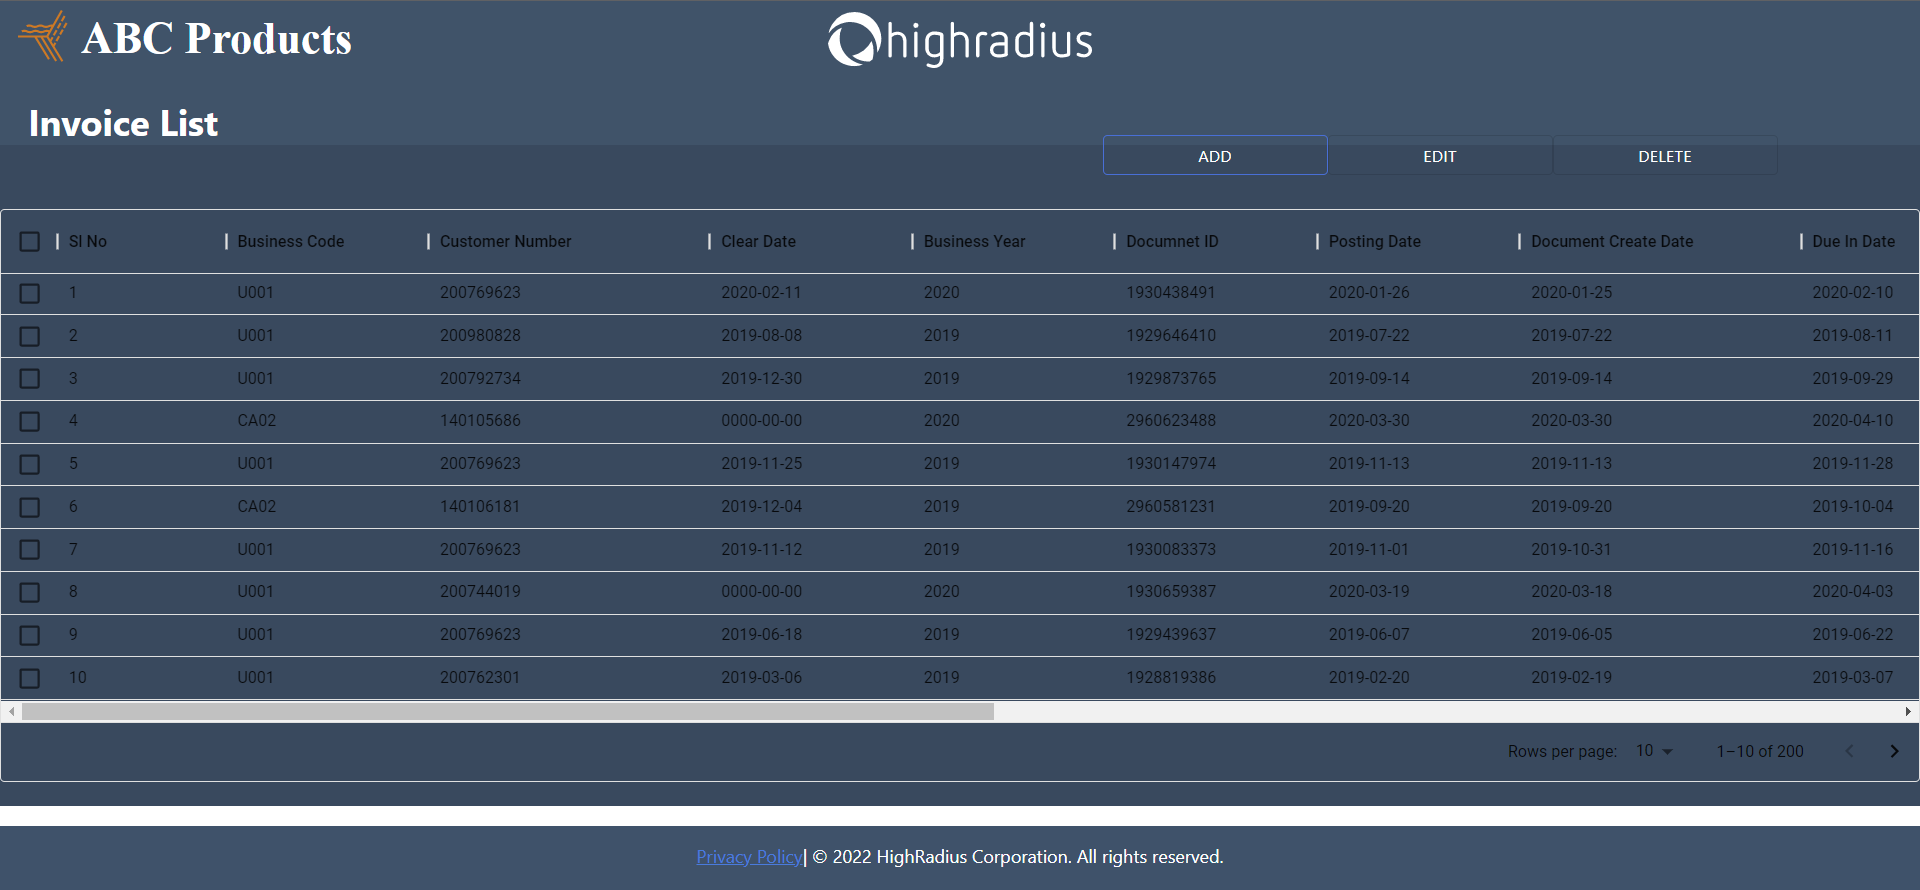 ABC Products
highradius
Invoice List
ADD EDIT DELETE
Sl No Business Code Customer Number Clear Date Business Year Documnet ID Posting Date Document Create Date Due In Date
1 U001 200769623 2020-02-11 2020 1930438491 2020-01-26 2020-01-25 2020-02-10
2 U001 200980828 2019-08-08 2019 1929646410 2019-07-22 2019-07-22 2019-08-11
3 U001 200792734 2019-12-30 2019 1929873765 2019-09-14 2019-09-14 2019-09-29
4 CA02 140105686 0000-00-00 2020 2960623488 2020-03-30 2020-03-30 2020-04-10
5 U001 200769623 2019-11-25 2019 1930147974 2019-11-13 2019-11-13 2019-11-28
6 CA02 140106181 2019-12-04 2019 2960581231 2019-09-20 2019-09-20 2019-10-04
7 U001 200769623 2019-11-12 2019 1930083373 2019-11-01 2019-10-31 2019-11-16
8 U001 200744019 0000-00-00 2020 1930659387 2020-03-19 2020-03-18 2020-04-03
9 U001 200769623 2019-06-18 2019 1929439637 2019-06-07 2019-06-05 2019-06-22
10 U001 200762301 2019-03-06 2019 1928819386 2019-02-20 2019-02-19 2019-03-07
Rows per page: 10 1–10 of 200
Privacy Policy| © 2022 HighRadius Corporation. All rights reserved.